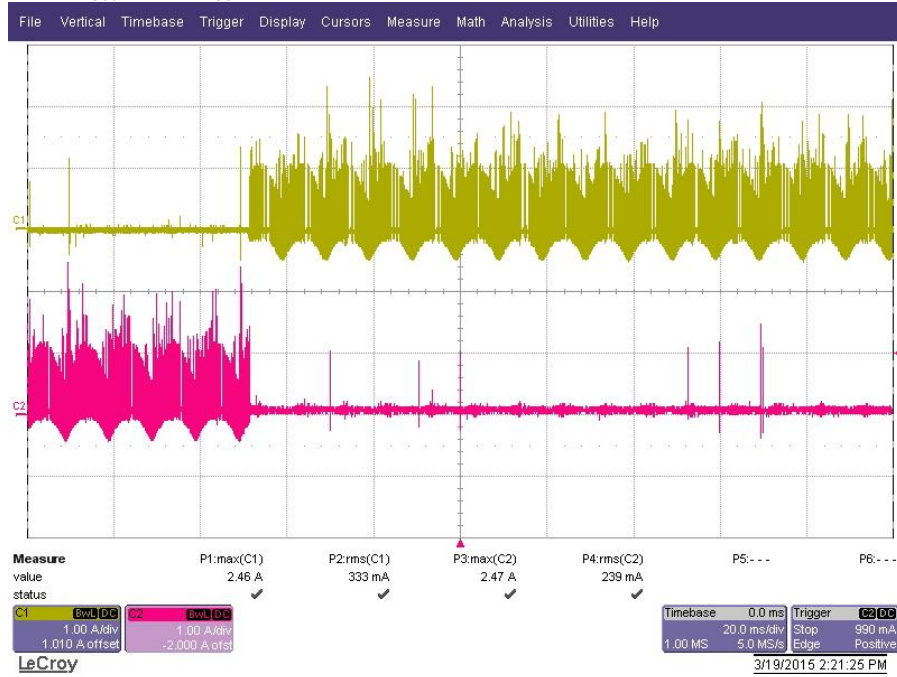 File Vertical Timebase Trigger Display Cursors Measure Math Analysis Utilities Help
C1
C2
Measure P1:max(C1) P2:rms(C1) P3:max(C2) P4:rms(C2) P5:--- P6:---
value 2.46 A 333 mA 2.47 A 239 mA
status
C1 BwL DC C2 BwL DC Timebase 0.0 ms Trigger C2 DC
1.00 A/div 1.00 A/div 20.0 ms/div Stop 990 mA
1.010 A offset -2.000 A ofst 1.00 MS 5.0 MS/s Edge Positive
LeCroy 3/19/2015 2:21:25 PM